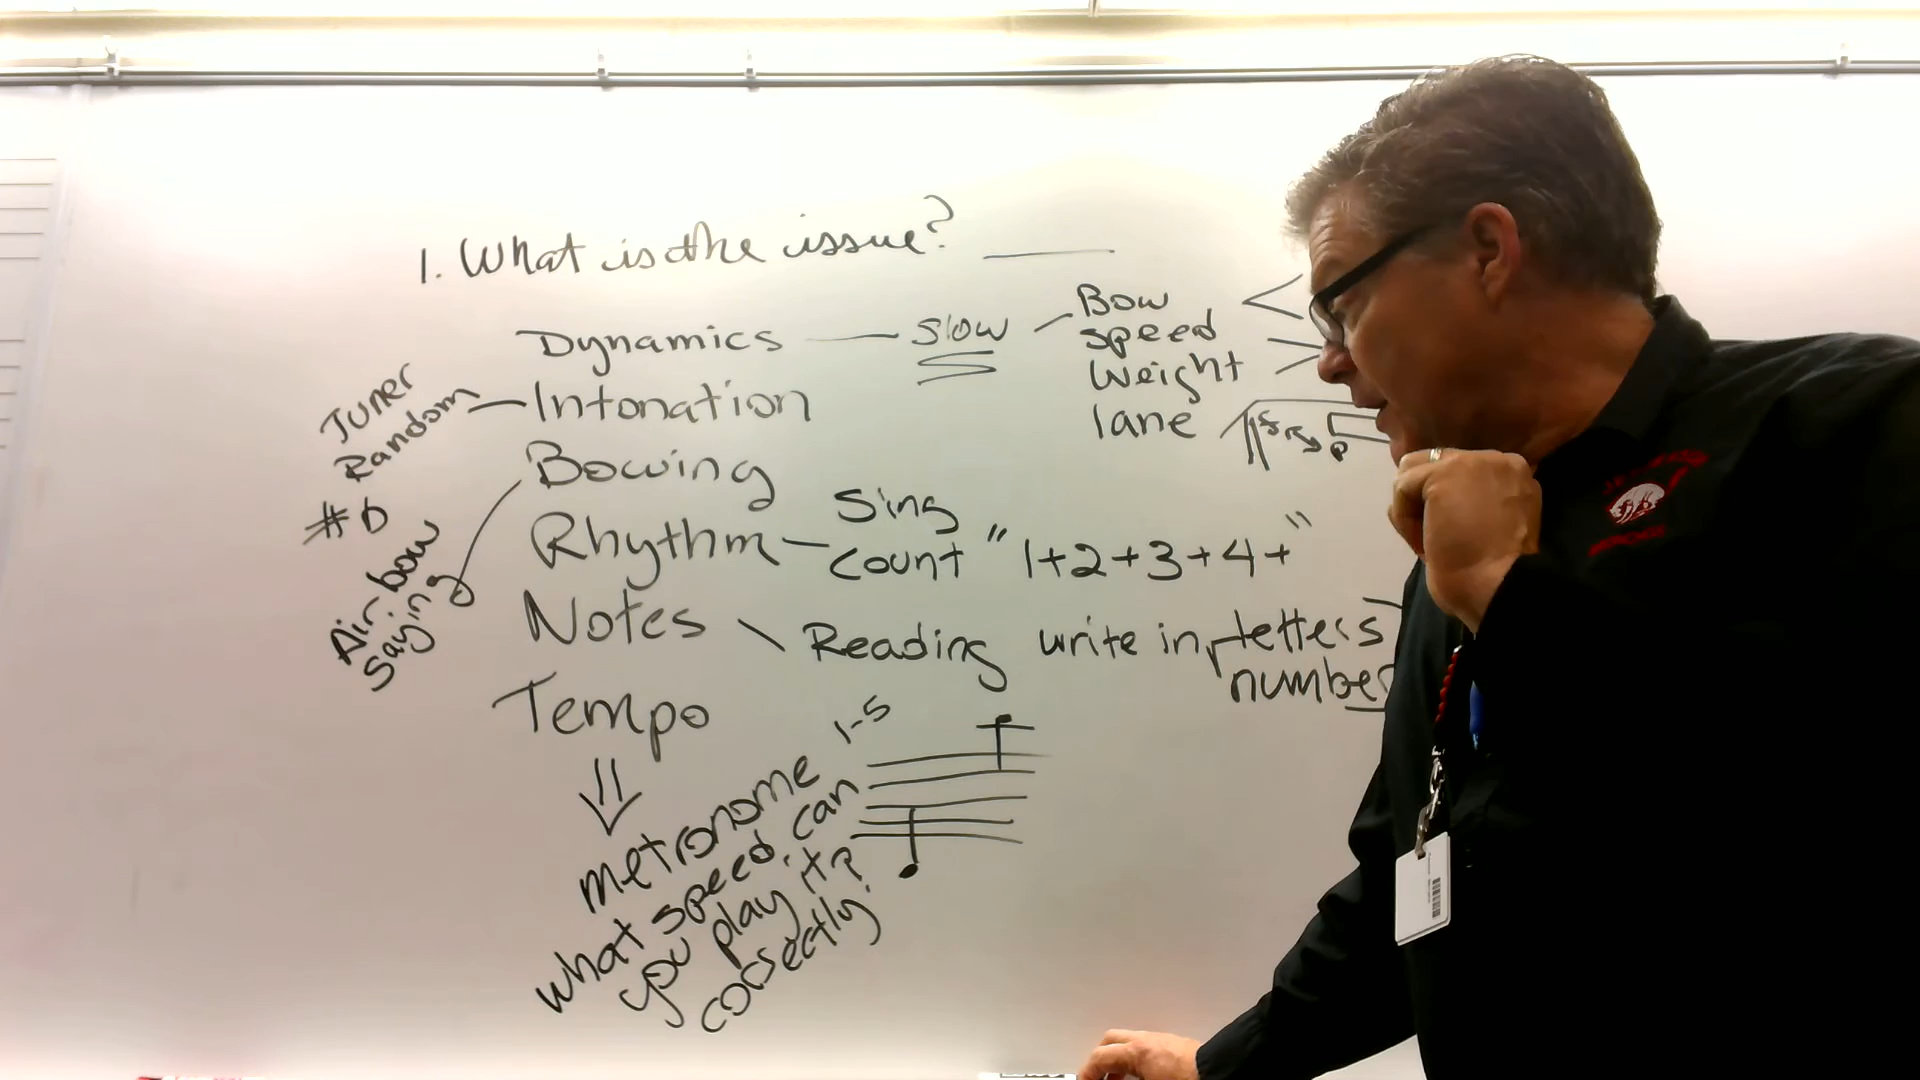 1. What is the issue?
Dynamics — slow — Bow
speed
weight
lane
Tuner
Random — Intonation
#b
Bowing
Air-bow
saying
Rhythm — Sing
count "1+2+3+4+"
Notes \ Reading write in letters
number
Tempo
metronome 1-5
what speed can
you play it?
correctly
f
P